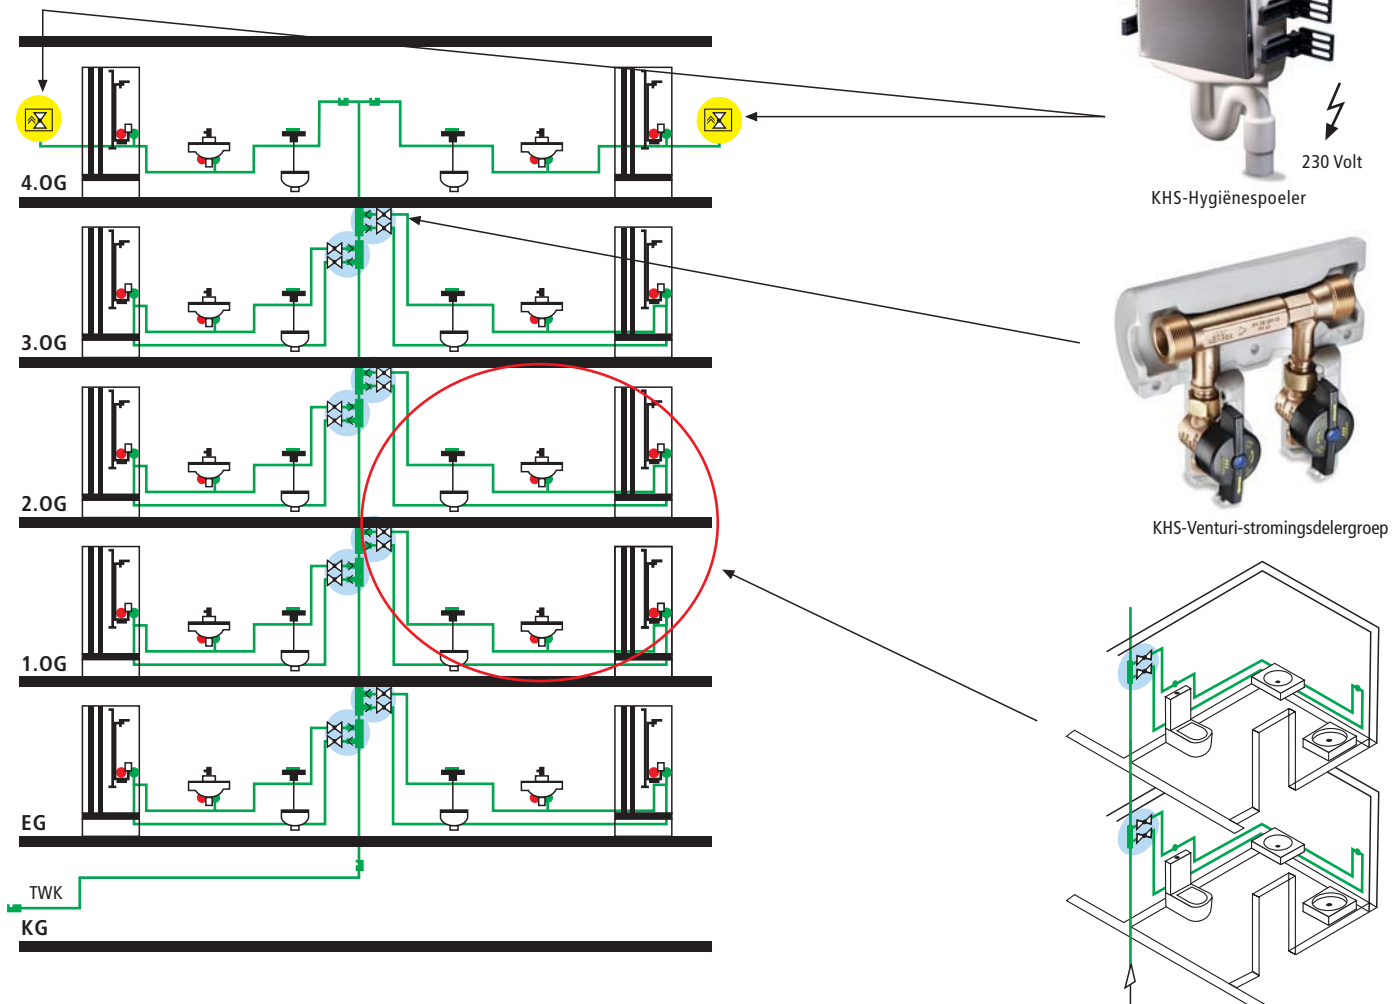 4.OG
3.OG
2.OG
1.OG
EG
TWK
KG
230 Volt
KHS-Hygiënespoeler
KHS-Venturi-stromingsdelergroep